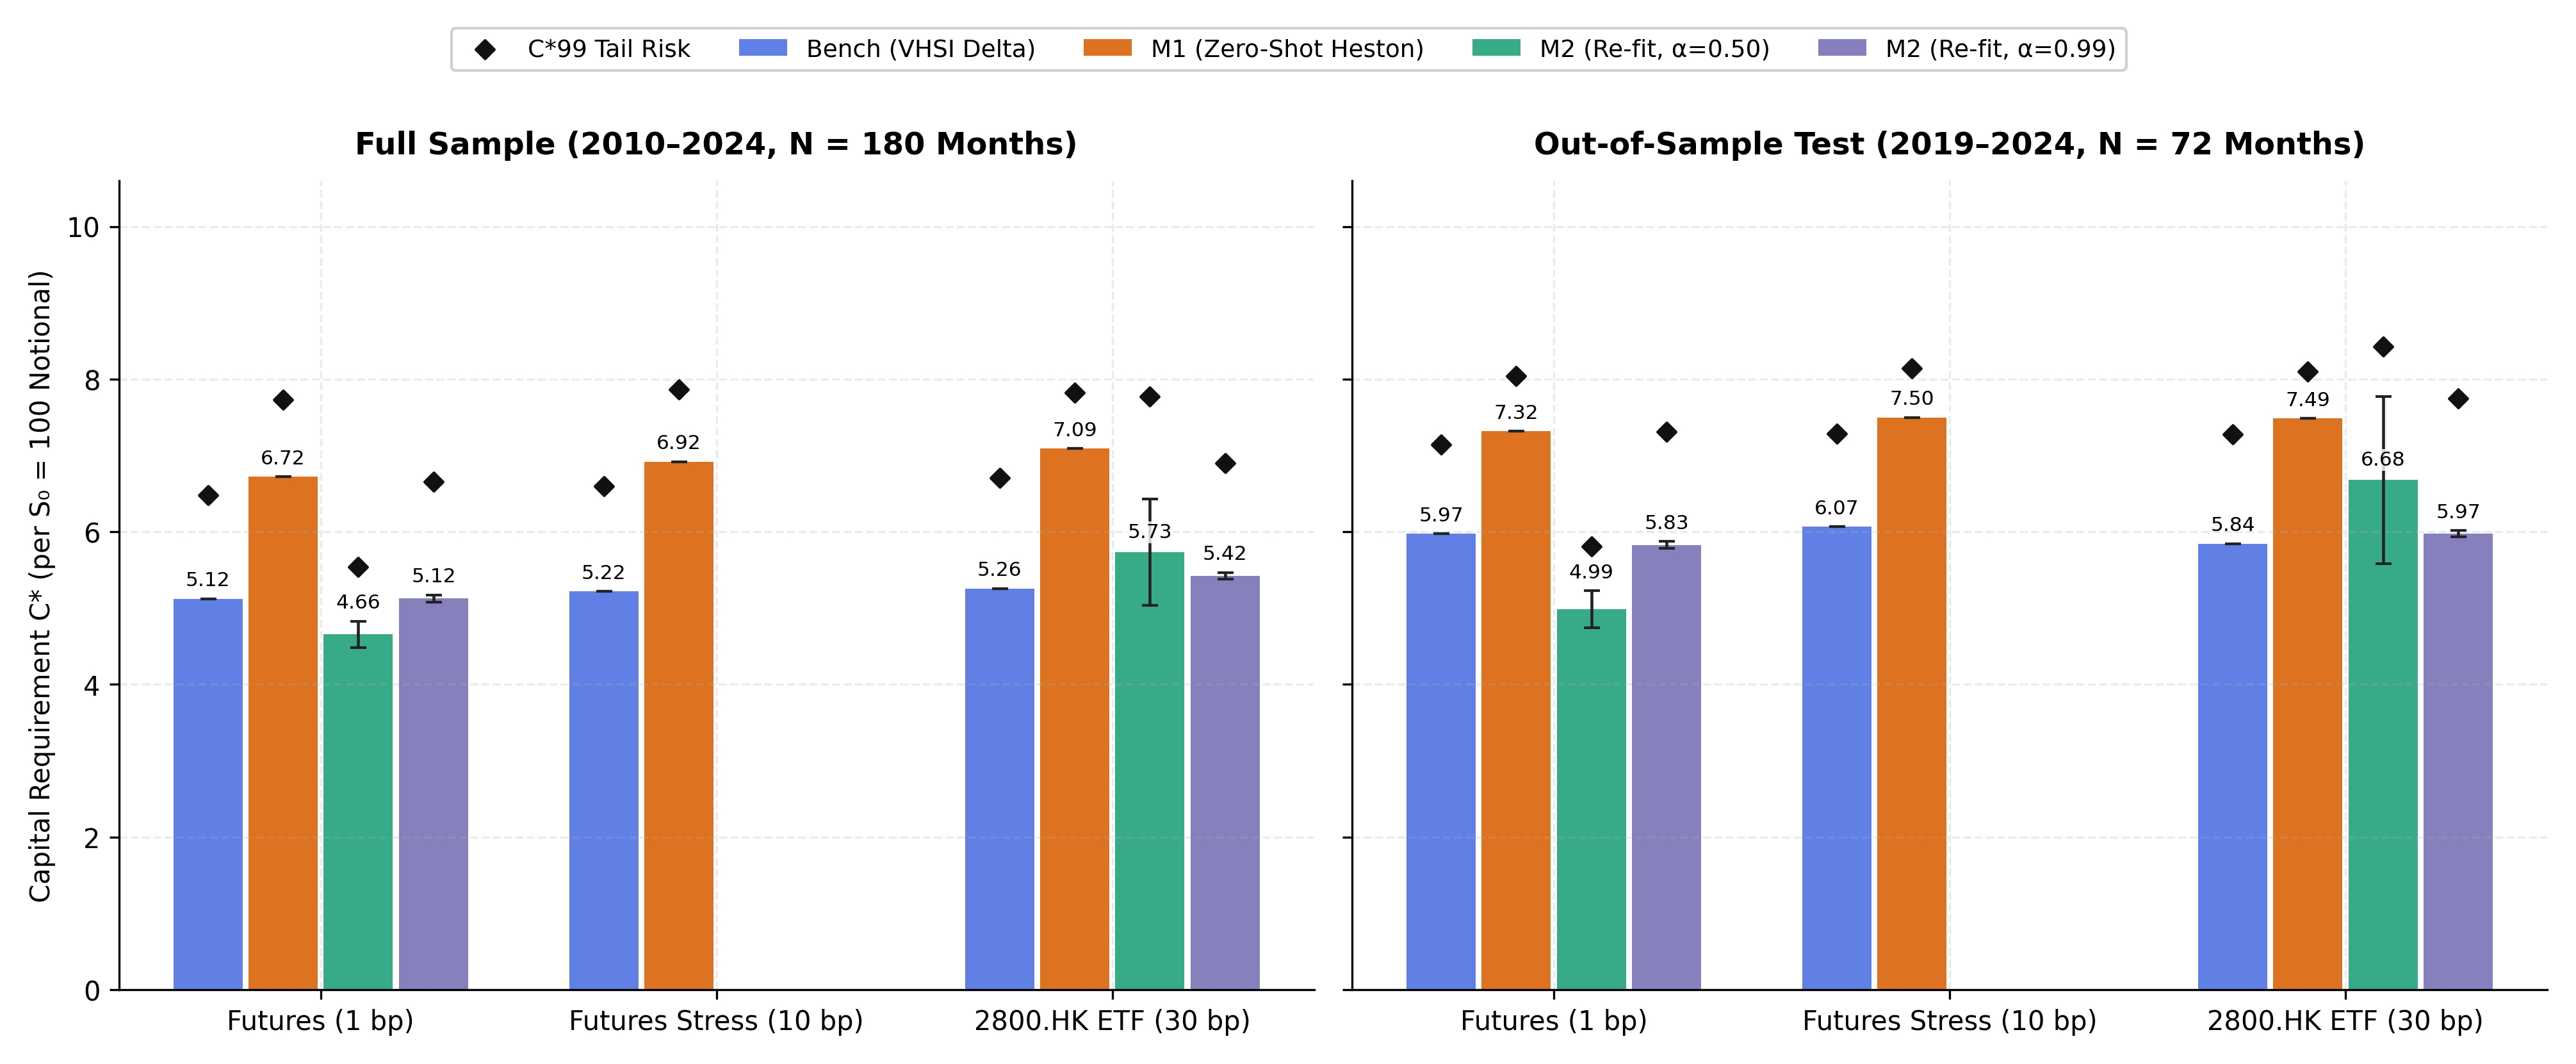 C*99 Tail Risk
Bench (VHSI Delta)
M1 (Zero-Shot Heston)
M2 (Re-fit, α=0.50)
M2 (Re-fit, α=0.99)
Full Sample (2010–2024, N = 180 Months)
Capital Requirement C* (per S₀ = 100 Notional)
10
8
6
4
2
0
5.12
6.72
4.66
5.12
5.22
6.92
5.26
7.09
5.73
5.42
Futures (1 bp)
Futures Stress (10 bp)
2800.HK ETF (30 bp)
Out-of-Sample Test (2019–2024, N = 72 Months)
5.97
7.32
4.99
5.83
6.07
7.50
5.84
7.49
6.68
5.97
Futures (1 bp)
Futures Stress (10 bp)
2800.HK ETF (30 bp)